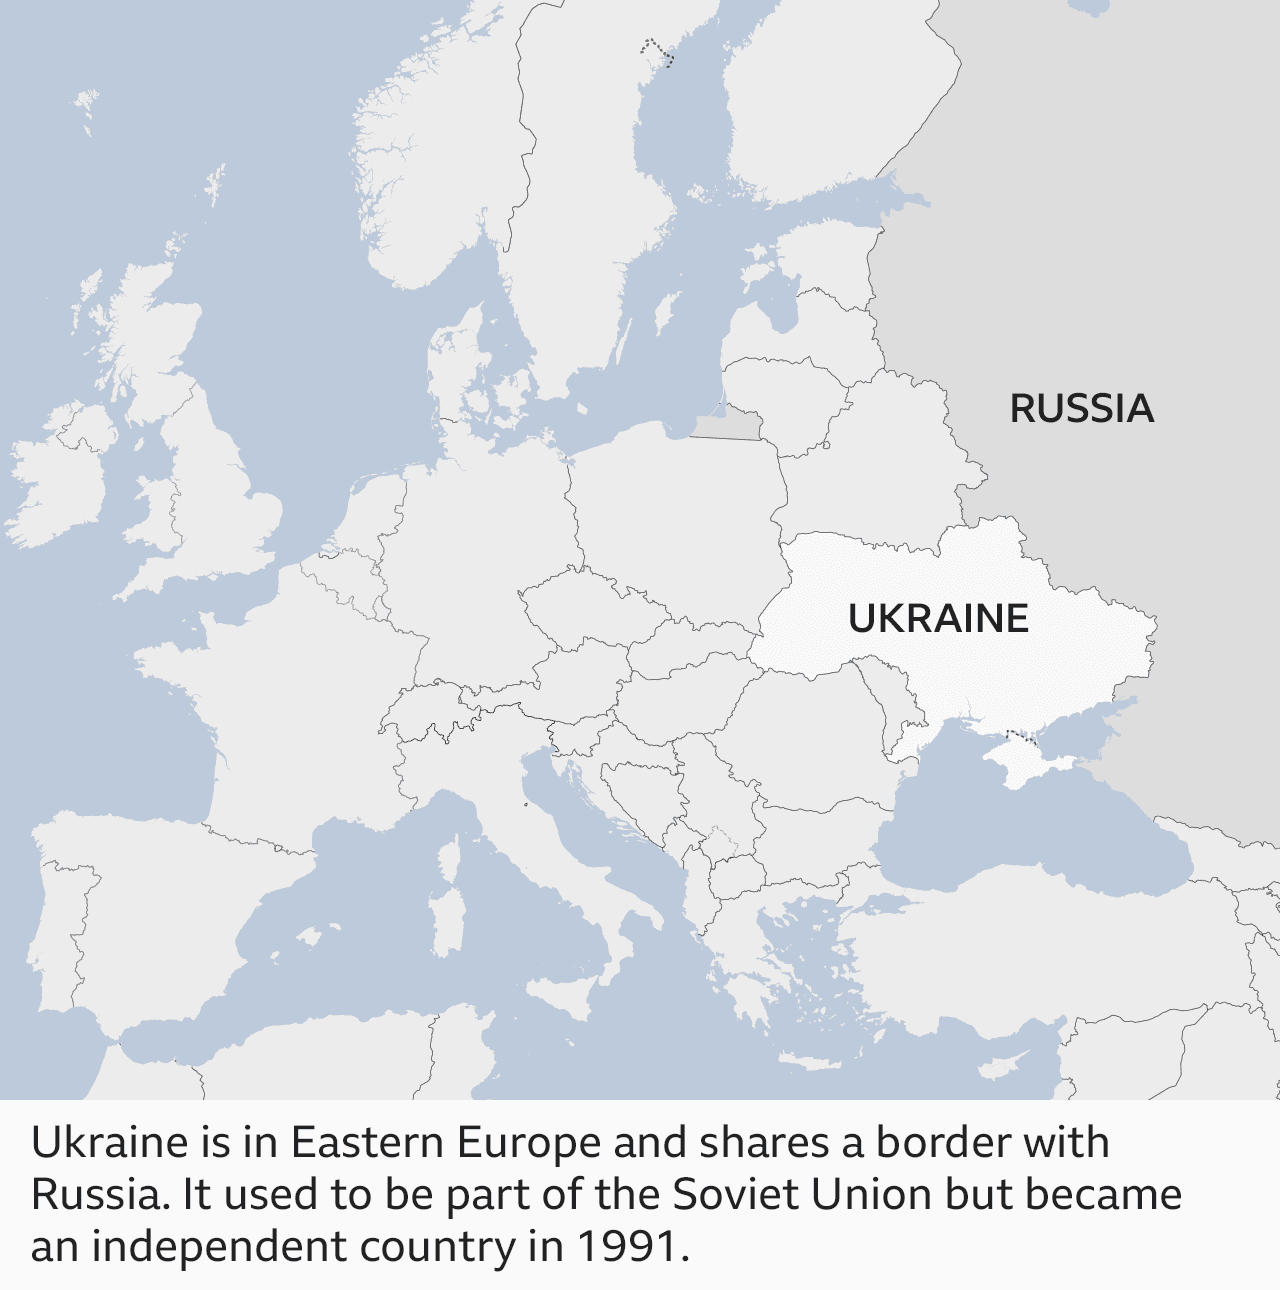 RUSSIA
UKRAINE
Ukraine is in Eastern Europe and shares a border with
Russia. It used to be part of the Soviet Union but became
an independent country in 1991.